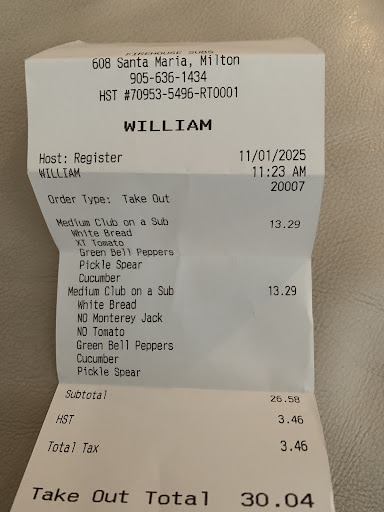 FIREHOUSE SUBS
608 Santa Maria, Milton
905-636-1434
HST #70953-5496-RT0001
WILLIAM
Host: Register 11/01/2025
WILLIAM 11:23 AM
20007
Order Type: Take Out
Medium Club on a Sub 13.29
White Bread
XT Tomato
Green Bell Peppers
Pickle Spear
Cucumber
Medium Club on a Sub 13.29
White Bread
NO Monterey Jack
NO Tomato
Green Bell Peppers
Cucumber
Pickle Spear
Subtotal 26.58
HST 3.46
Total Tax 3.46
Take Out Total 30.04